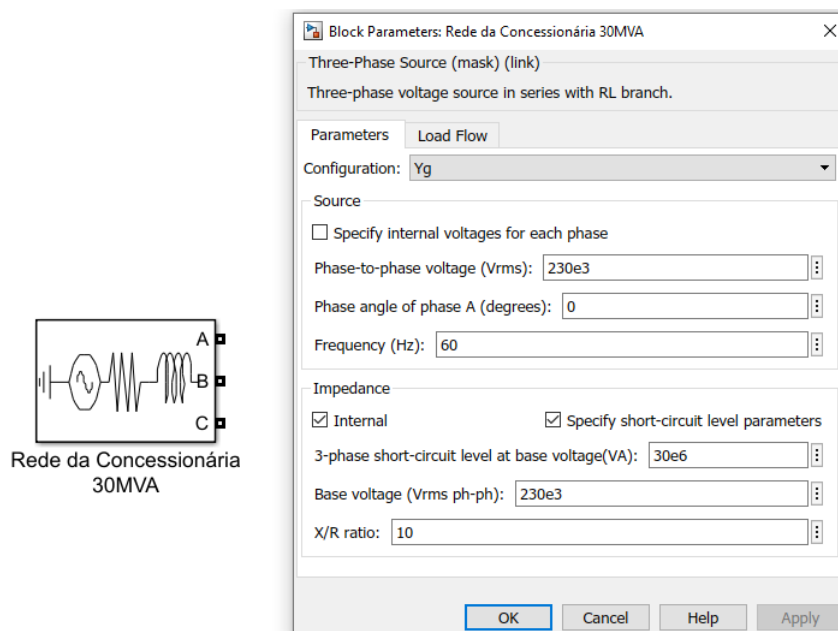 Block Parameters: Rede da Concessionária 30MVA
Three-Phase Source (mask) (link)
Three-phase voltage source in series with RL branch.
Parameters Load Flow
Configuration: Yg
Source
Specify internal voltages for each phase
Phase-to-phase voltage (Vrms): 230e3
Phase angle of phase A (degrees): 0
Frequency (Hz): 60
Impedance
Internal Specify short-circuit level parameters
3-phase short-circuit level at base voltage(VA): 30e6
Base voltage (Vrms ph-ph): 230e3
X/R ratio: 10
OK Cancel Help Apply
A
B
C
Rede da Concessionária
30MVA